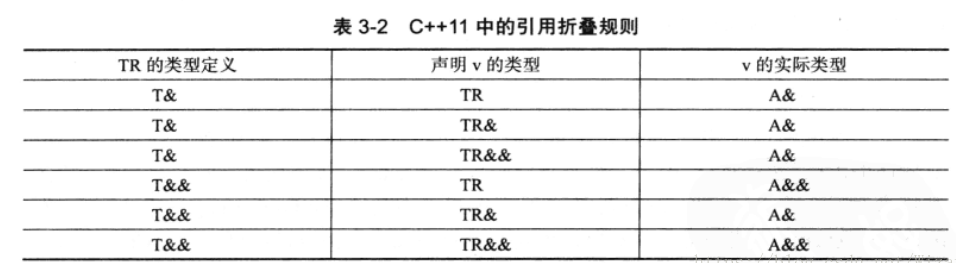 表 3-2 C++11 中的引用折叠规则
TR 的类型定义 声明 v 的类型 v 的实际类型
T& TR A&
T& TR& A&
T& TR&& A&
T&& TR A&&
T&& TR& A&
T&& TR&& A&&